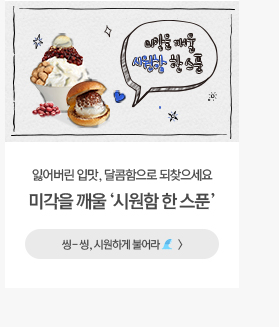 미각을 깨울
시원함 한 스푼
잃어버린 입맛, 달콤함으로 되찾으세요
미각을 깨울 ‘시원함 한 스푼’
씽- 씽, 시원하게 불어라 〉